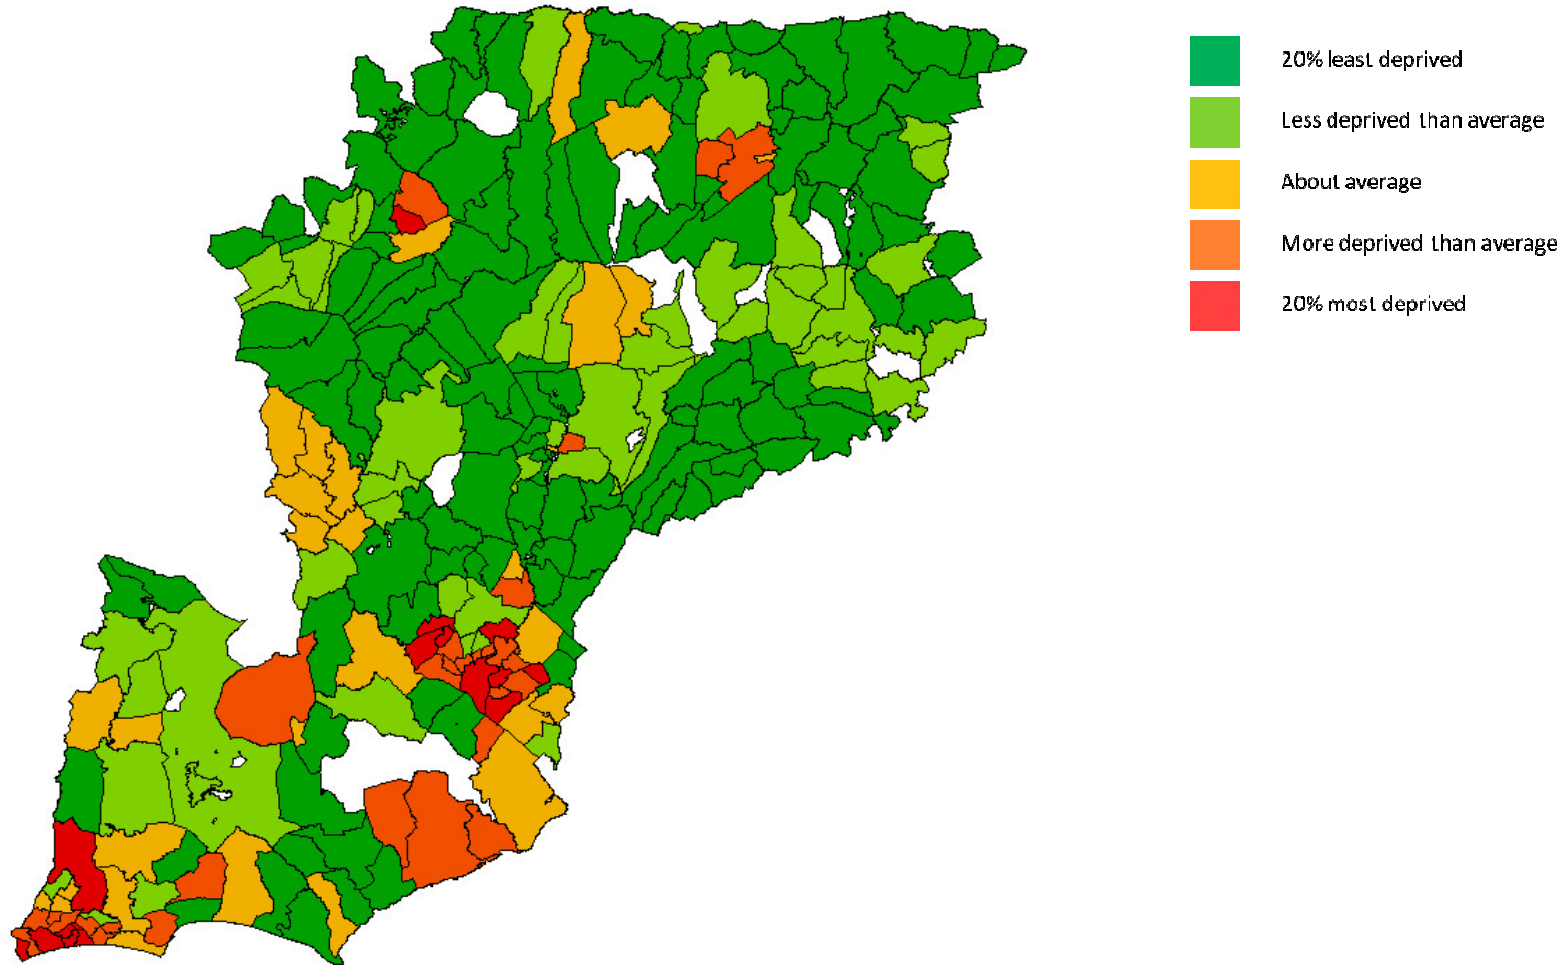 20% least deprived
Less deprived than average
About average
More deprived than average
20% most deprived